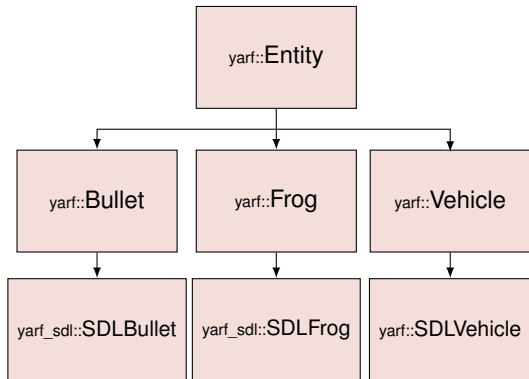 yarf::Entity
yarf::Bullet
yarf::Frog
yarf::Vehicle
yarf_sdl::SDLBullet
yarf_sdl::SDLFrog
yarf::SDLVehicle